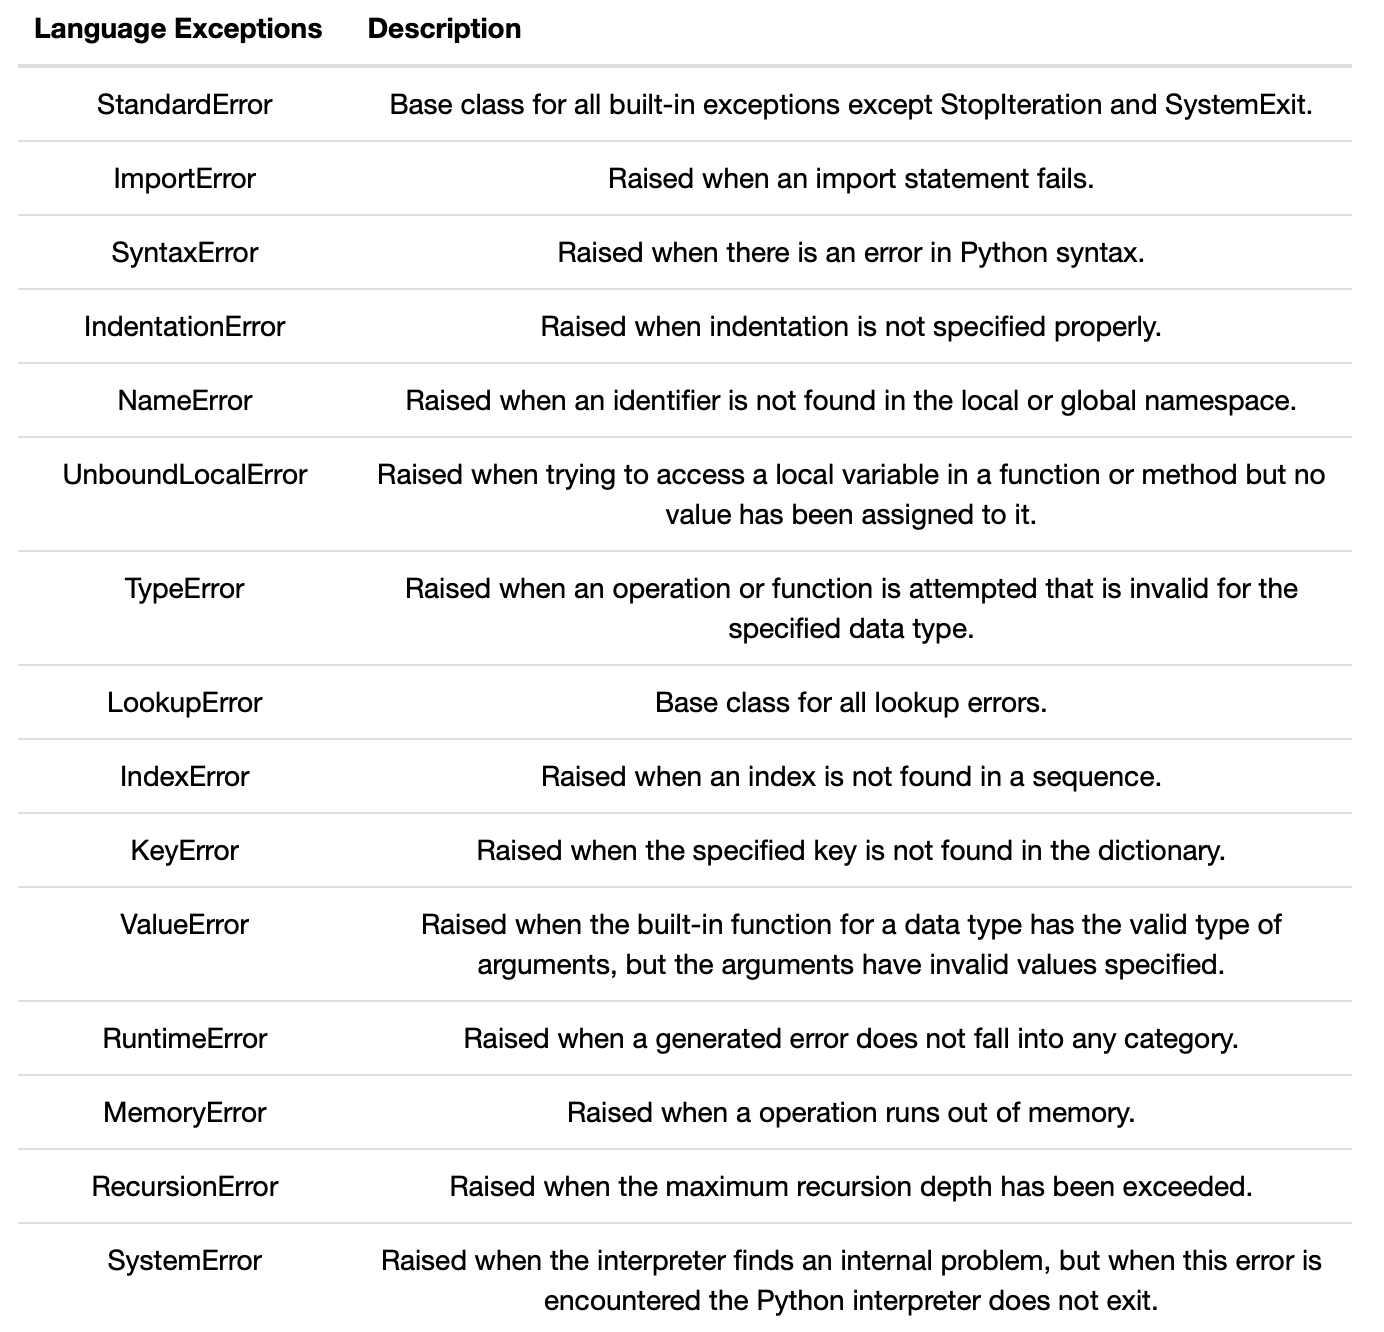 Language Exceptions Description
StandardError Base class for all built-in exceptions except StopIteration and SystemExit.
ImportError Raised when an import statement fails.
SyntaxError Raised when there is an error in Python syntax.
IndentationError Raised when indentation is not specified properly.
NameError Raised when an identifier is not found in the local or global namespace.
UnboundLocalError Raised when trying to access a local variable in a function or method but no
value has been assigned to it.
TypeError Raised when an operation or function is attempted that is invalid for the
specified data type.
LookupError Base class for all lookup errors.
IndexError Raised when an index is not found in a sequence.
KeyError Raised when the specified key is not found in the dictionary.
ValueError Raised when the built-in function for a data type has the valid type of
arguments, but the arguments have invalid values specified.
RuntimeError Raised when a generated error does not fall into any category.
MemoryError Raised when a operation runs out of memory.
RecursionError Raised when the maximum recursion depth has been exceeded.
SystemError Raised when the interpreter finds an internal problem, but when this error is
encountered the Python interpreter does not exit.